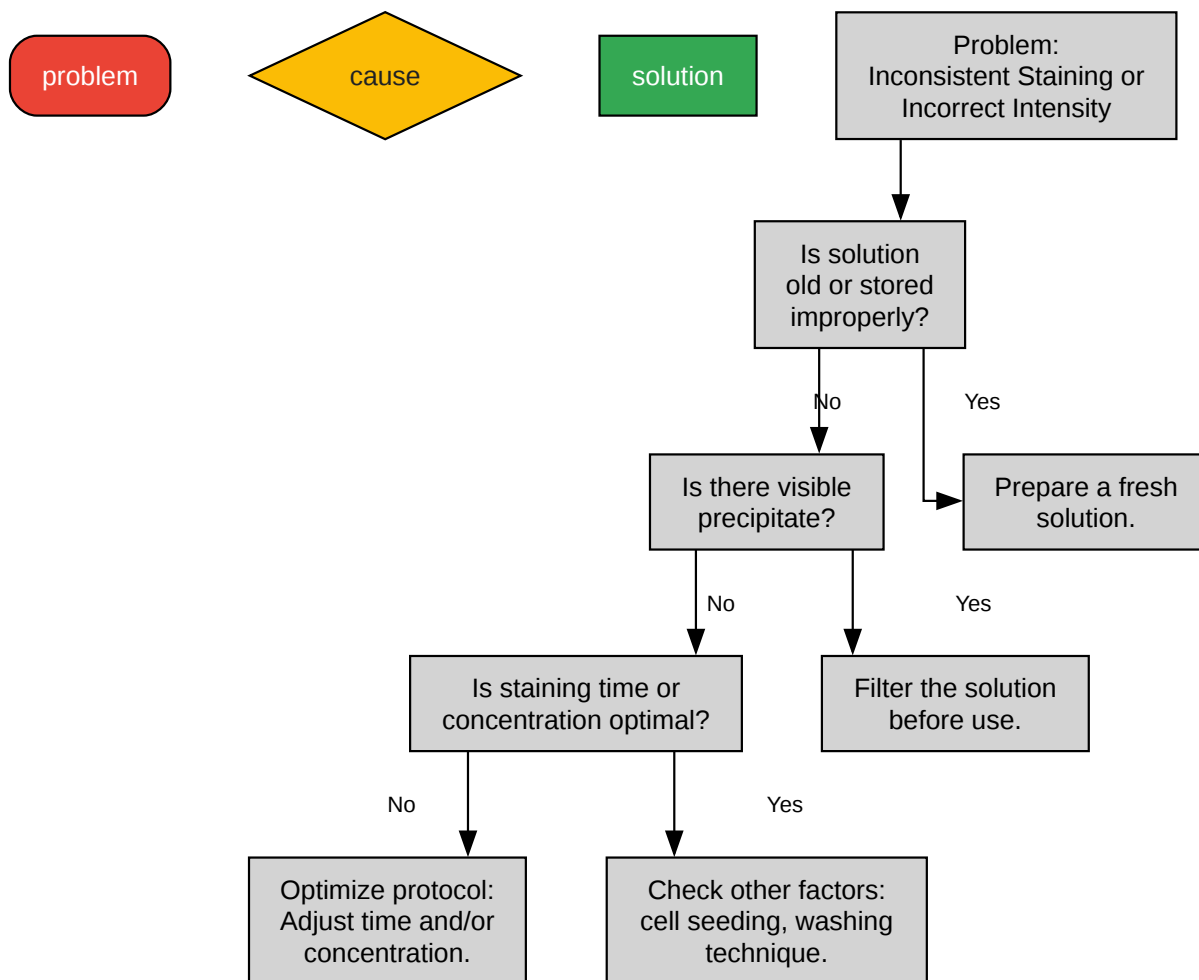 problem
cause
solution
Problem:
Inconsistent Staining or
Incorrect Intensity
Is solution
old or stored
improperly?
No
Yes
Is there visible
precipitate?
Prepare a fresh
solution.
No
Yes
Is staining time or
concentration optimal?
Filter the solution
before use.
No
Yes
Optimize protocol:
Adjust time and/or
concentration.
Check other factors:
cell seeding, washing
technique.